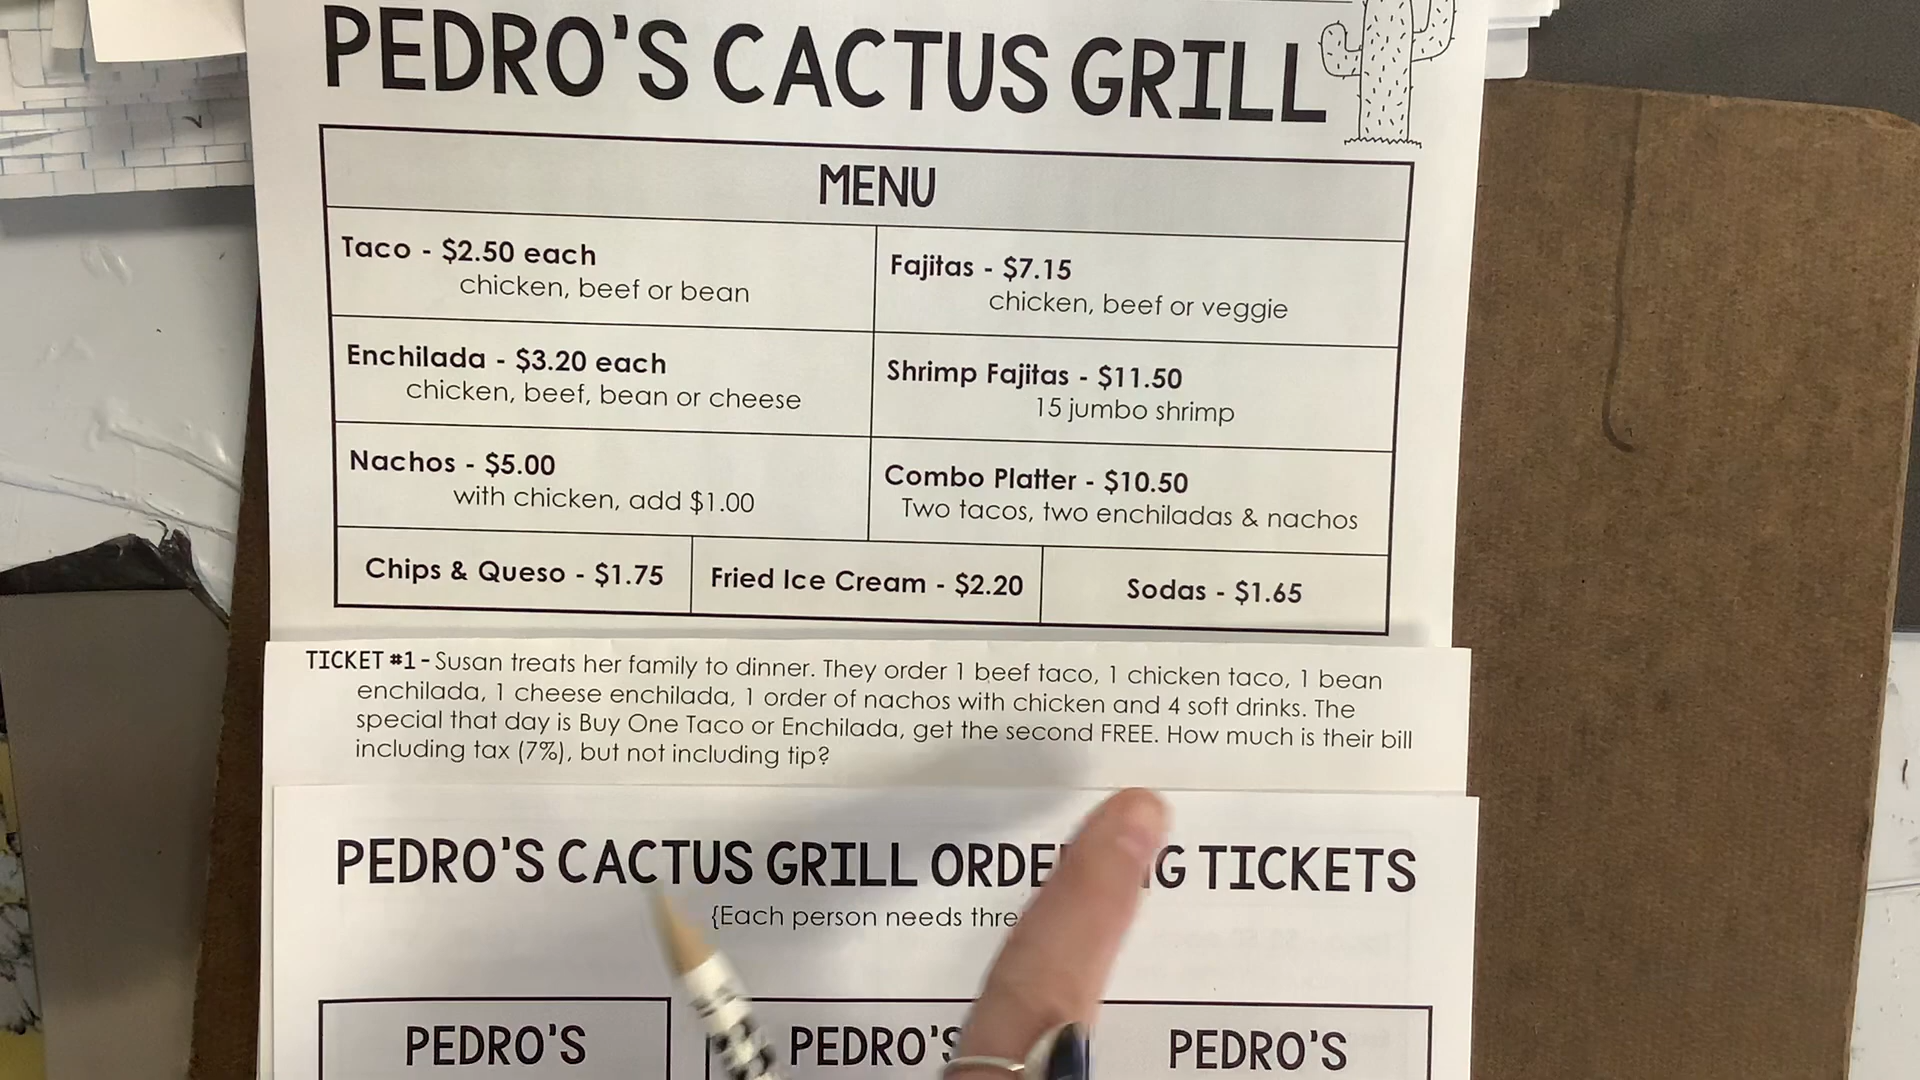 PEDRO'S CACTUS GRILL
MENU
Taco - $2.50 each
chicken, beef or bean
Fajitas - $7.15
chicken, beef or veggie
Enchilada - $3.20 each
chicken, beef, bean or cheese
Shrimp Fajitas - $11.50
15 jumbo shrimp
Nachos - $5.00
with chicken, add $1.00
Combo Platter - $10.50
Two tacos, two enchiladas & nachos
Chips & Queso - $1.75
Fried Ice Cream - $2.20
Sodas - $1.65
TICKET #1 - Susan treats her family to dinner. They order 1 beef taco, 1 chicken taco, 1 bean
enchilada, 1 cheese enchilada, 1 order of nachos with chicken and 4 soft drinks. The
special that day is Buy One Taco or Enchilada, get the second FREE. How much is their bill
including tax (7%), but not including tip?
PEDRO'S CACTUS GRILL TICKETS
{Each person needs
PEDRO'S
PEDRO'S
PEDRO'S